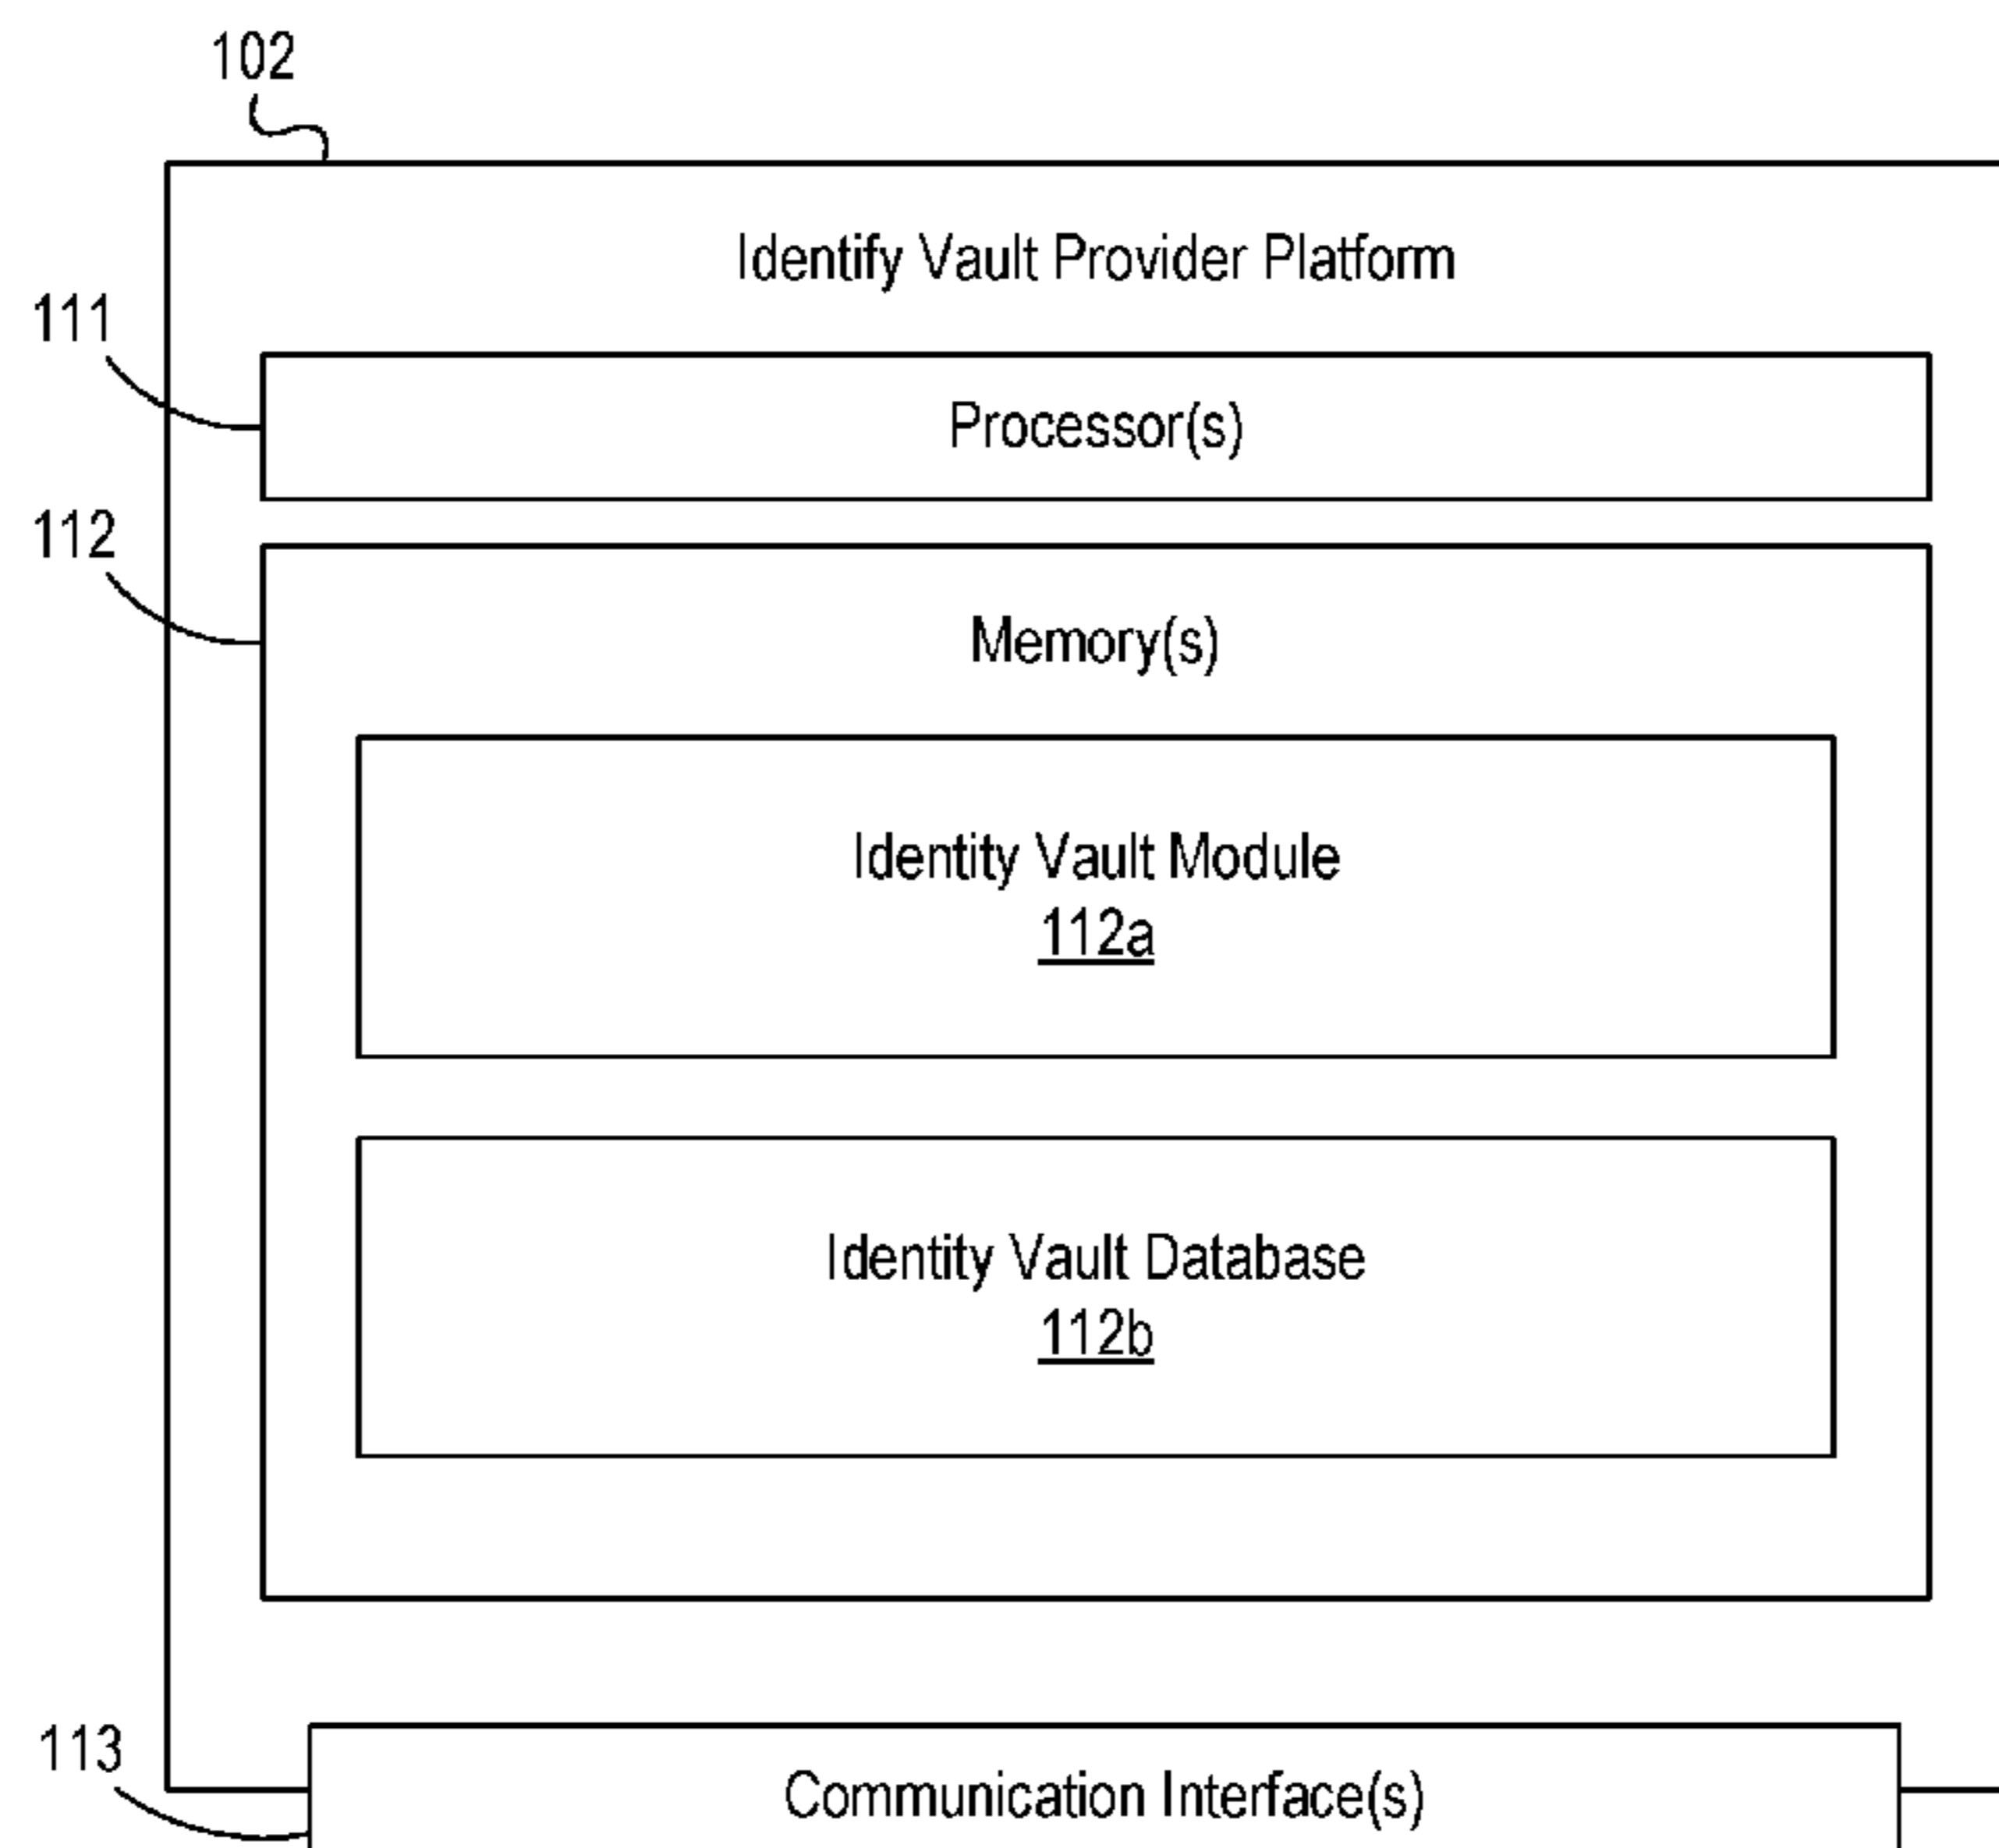 102
Identify Vault Provider Platform
111
Processor(s)
112
Memory(s)
Identity Vault Module
112a
Identity Vault Database
112b
113
Communication Interface(s)